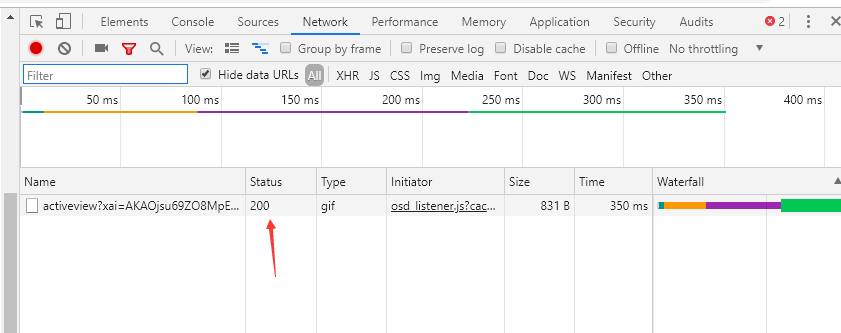 Elements Console Sources Network Performance Memory Application Security Audits 2
View: Group by frame Preserve log Disable cache Offline No throttling
Filter Hide data URLs All XHR JS CSS Img Media Font Doc WS Manifest Other
50 ms 100 ms 150 ms 200 ms 250 ms 300 ms 350 ms 400 ms
Name Status Type Initiator Size Time Waterfall
activeview?xai=AKAOjsu69ZO8MpE... 200 gif osd_listener.js?cac... 831 B 350 ms